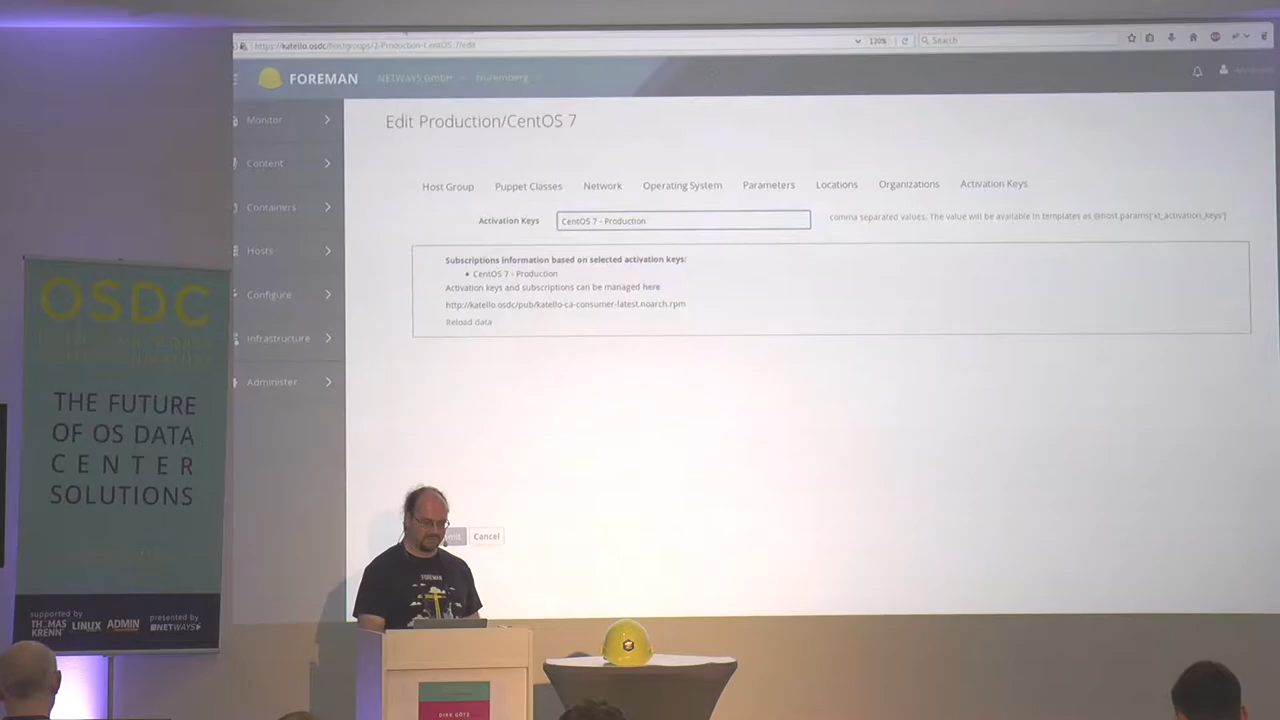 https://katello.osdc/hostgroups/2-Production-CentOS 7/edit
120%
Search
FOREMAN
NETWAYS GmbH
Nuremberg
Monitor
Content
Containers
Hosts
Configure
Infrastructure
Administer
Edit Production/CentOS 7
Host Group
Puppet Classes
Network
Operating System
Parameters
Locations
Organizations
Activation Keys
Activation Keys
CentOS 7 - Production
comma separated values. The value will be available in templates as @host.params['kt_activation_keys']
Subscriptions information based on selected activation keys:
CentOS 7 - Production
Activation keys and subscriptions can be managed here
http://katello.osdc/pub/katello-ca-consumer-latest.noarch.rpm
Reload data
Cancel
OSDC
THE FUTURE
OF OS DATA
CENTER
SOLUTIONS
supported by
THOMAS
KRENN
LINUX
ADMIN
presented by
NETWAYS
FOREMAN
DIRK GÖTZ